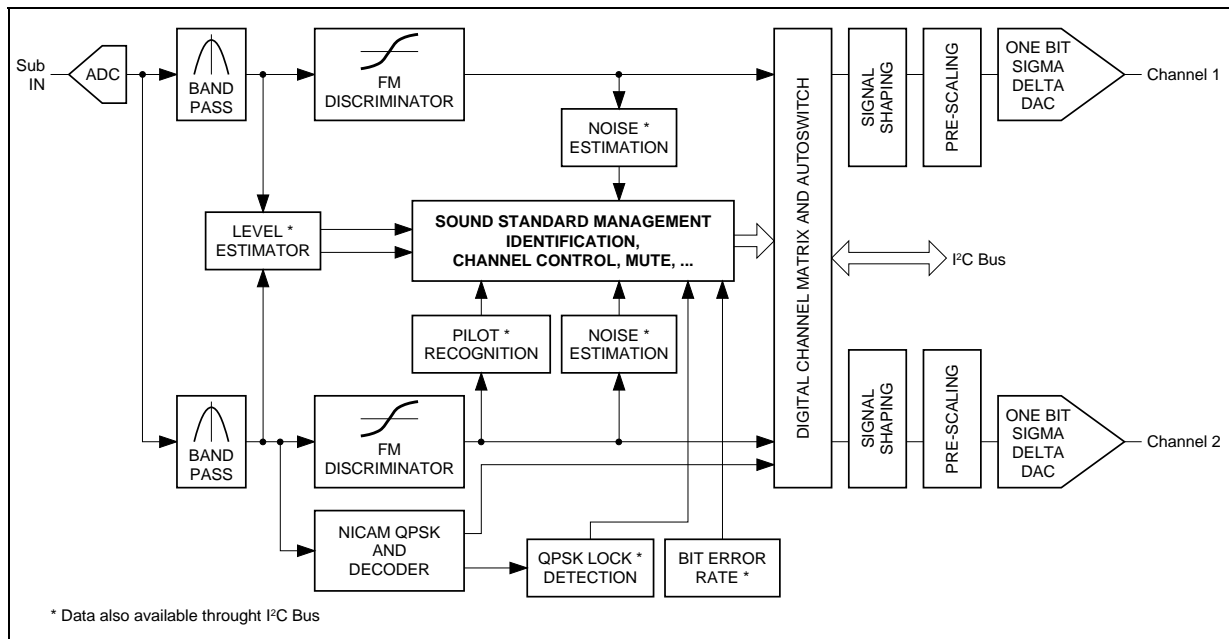 Sub
IN
ADC
BAND
PASS
FM
DISCRIMINATOR
NOISE *
ESTIMATION
LEVEL *
ESTIMATOR
SOUND STANDARD MANAGEMENT
IDENTIFICATION,
CHANNEL CONTROL, MUTE, ...
PILOT *
RECOGNITION
NOISE *
ESTIMATION
BAND
PASS
FM
DISCRIMINATOR
NICAM QPSK
AND
DECODER
QPSK LOCK *
DETECTION
BIT ERROR
RATE *
DIGITAL CHANNEL MATRIX AND AUTOSWITCH
SIGNAL
SHAPING
PRE-SCALING
ONE BIT
SIGMA
DELTA
DAC
Channel 1
I²C Bus
SIGNAL
SHAPING
PRE-SCALING
ONE BIT
SIGMA
DELTA
DAC
Channel 2
* Data also available throught I²C Bus